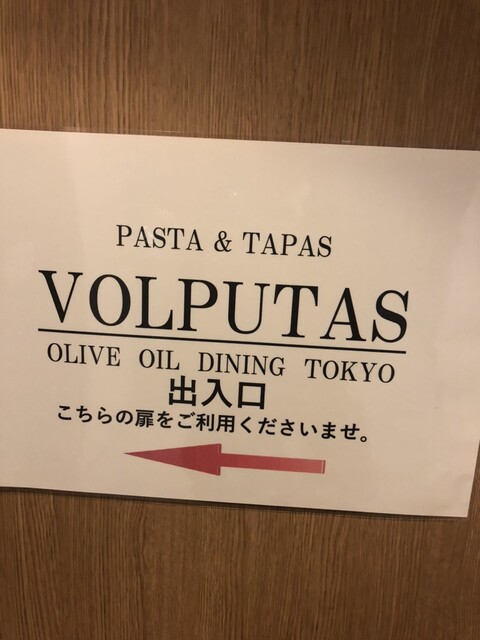 PASTA & TAPAS
VOLPUTAS
OLIVE OIL DINING TOKYO
出入口
こちらの扉をご利用くださいませ。